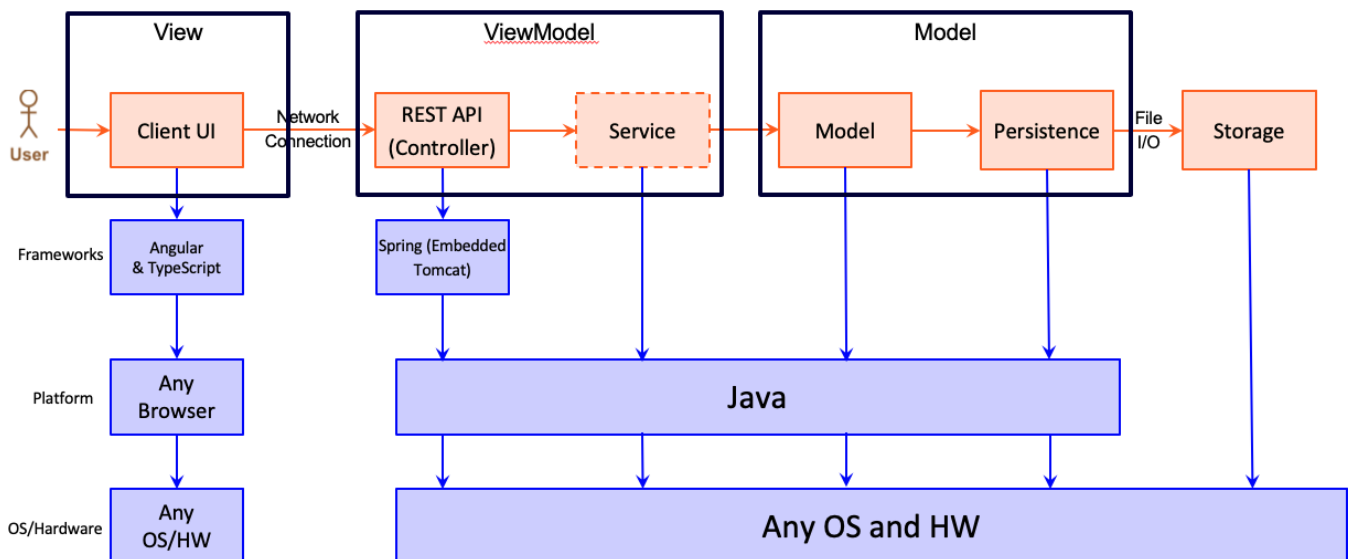 View
ViewModel
Model
User
Client UI
Network
Connection
REST API
(Controller)
Service
Model
Persistence
File
I/O
Storage
Frameworks
Angular
& TypeScript
Spring (Embedded
Tomcat)
Platform
Any
Browser
Java
OS/Hardware
Any
OS/HW
Any OS and HW